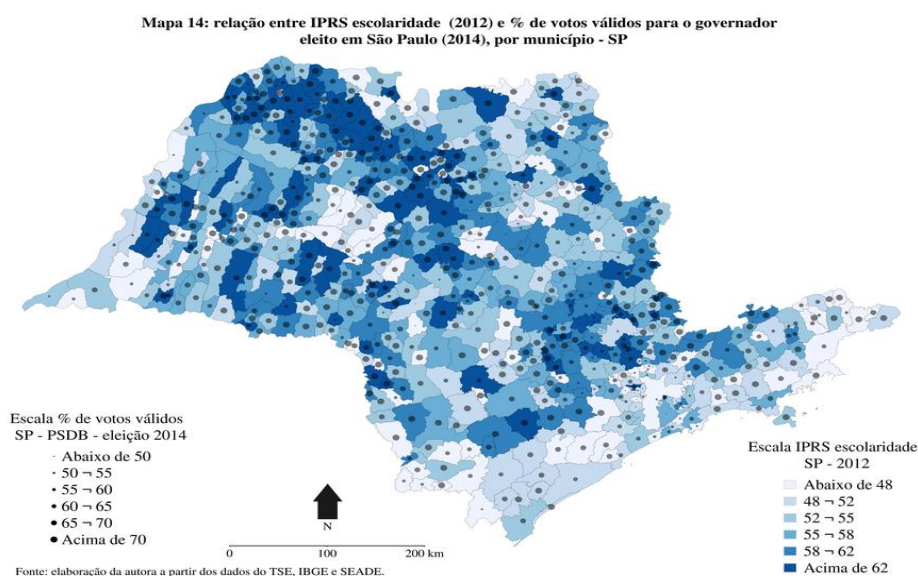 Mapa 14: relação entre IPRS escolaridade (2012) e % de votos válidos para o governador
eleito em São Paulo (2014), por município - SP
Escala % de votos válidos
SP - PSDB - eleição 2014
Abaixo de 50
50 ¬ 55
55 ¬ 60
60 ¬ 65
65 ¬ 70
Acima de 70
N
0 100 200 km
Escala IPRS escolaridade
SP - 2012
Abaixo de 48
48 ¬ 52
52 ¬ 55
55 ¬ 58
58 ¬ 62
Acima de 62
Fonte: elaboração da autora a partir dos dados do TSE, IBGE e SEADE.